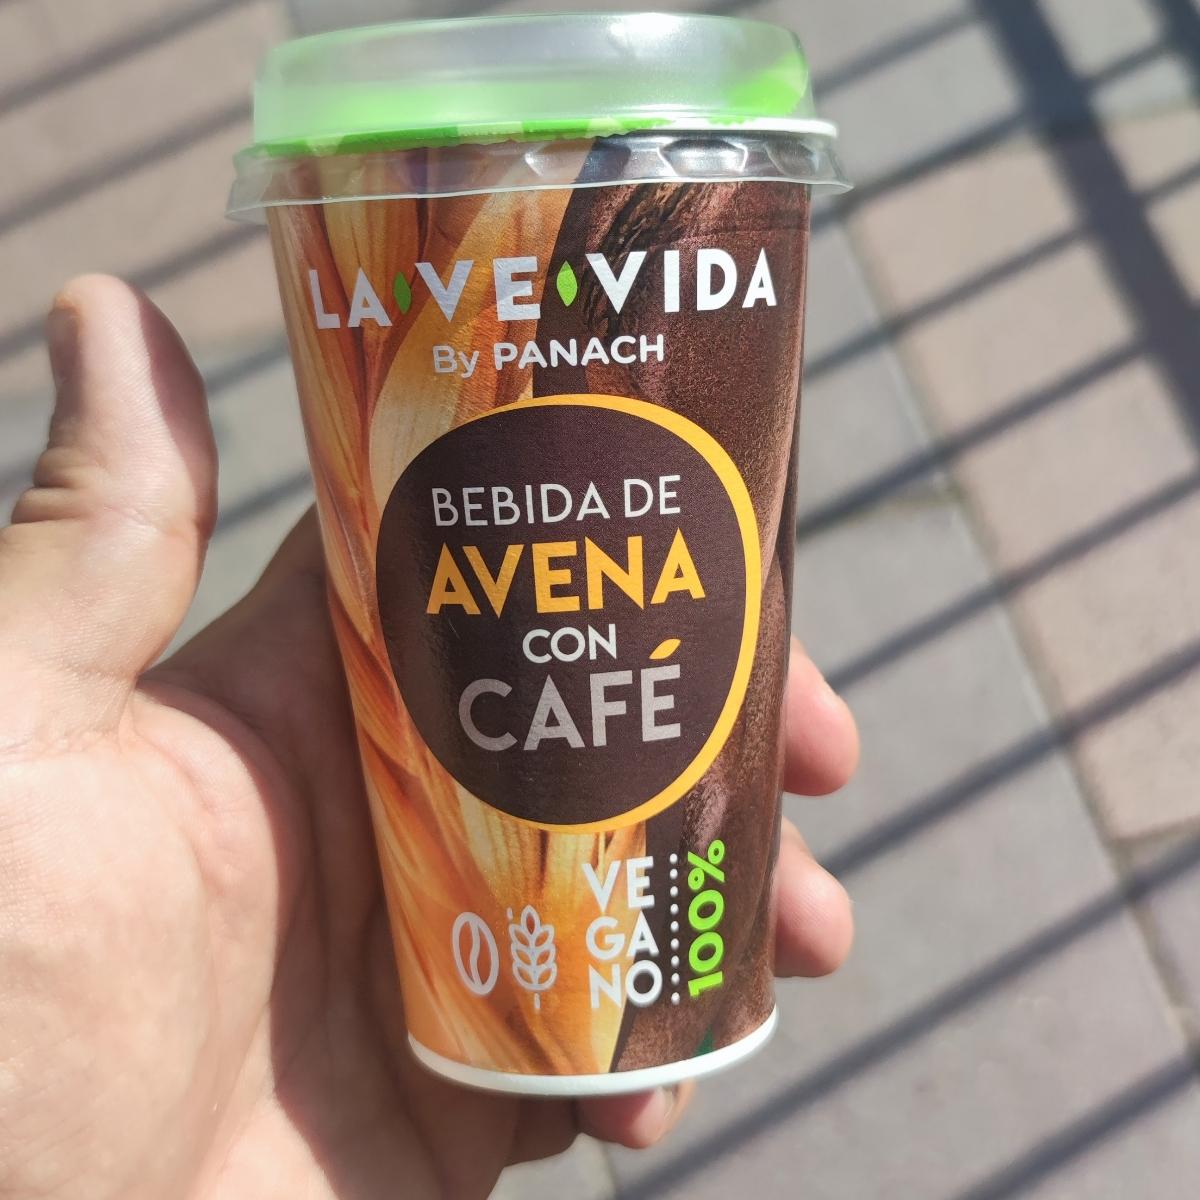 LA VE VIDA
By PANACH
BEBIDA DE
AVENA
CON
CAFÉ
VE
GA
NO
100%